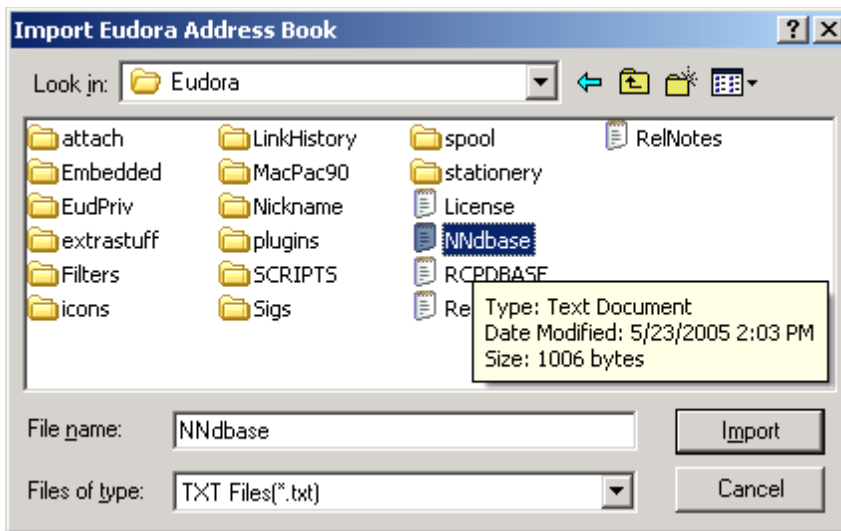 Import Eudora Address Book
Look in: Eudora
attach LinkHistory spool RelNotes
Embedded MacPac90 stationery
EudPriv Nickname License
extrastuff plugins NNdbase
Filters SCRIPTS RCPDBASE
icons Sigs Re
Type: Text Document
Date Modified: 5/23/2005 2:03 PM
Size: 1006 bytes
File name: NNdbase Import
Files of type: TXT Files(*.txt) Cancel